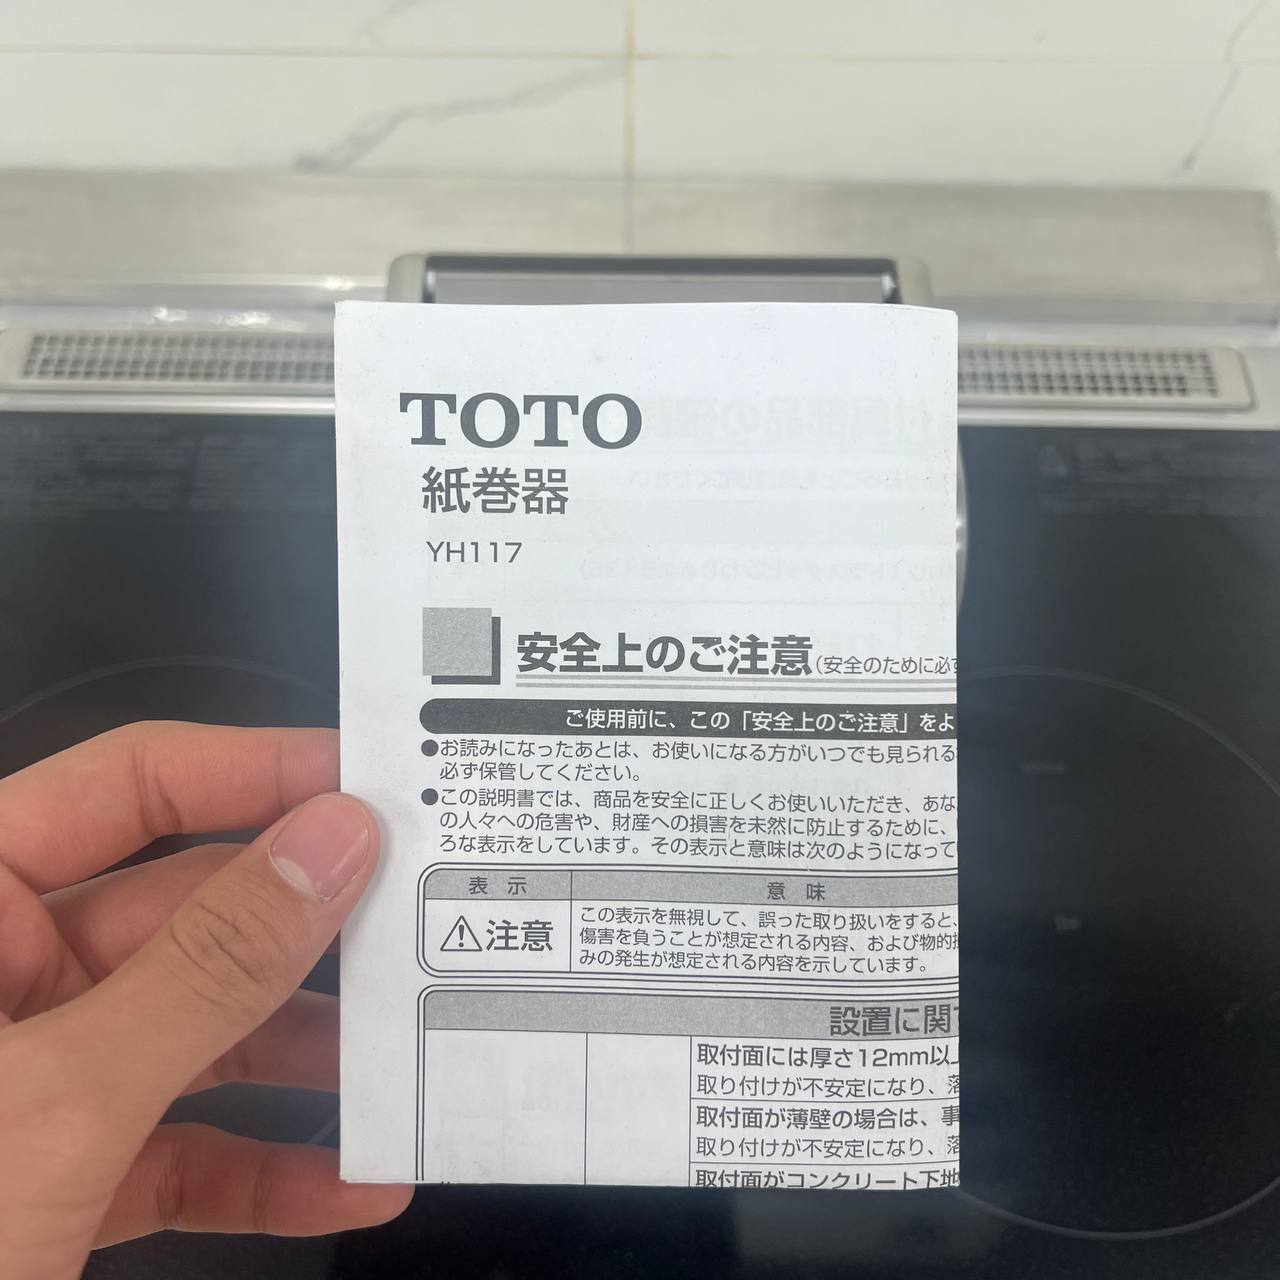 TOTO
紙巻器
YH117
安全上のご注意(安全のために必ず
ご使用前に、この「安全上のご注意」をよ
●お読みになったあとは、お使いになる方がいつでも見られる
必ず保管してください。
●この説明書では、商品を安全に正しくお使いいただき、あな
の人々への危害や、財産への損害を未然に防止するために、
ろな表示をしています。その表示と意味は次のようになって
表 示 意 味
⚠注意
この表示を無視して、誤った取り扱いをすると、
傷害を負うことが想定される内容、および物的損
みの発生が想定される内容を示しています。
設置に関す
取付面には厚さ12mm以上
取り付けが不安定になり、落
取付面が薄壁の場合は、事
取り付けが不安定になり、落
取付面がコンクリート下地